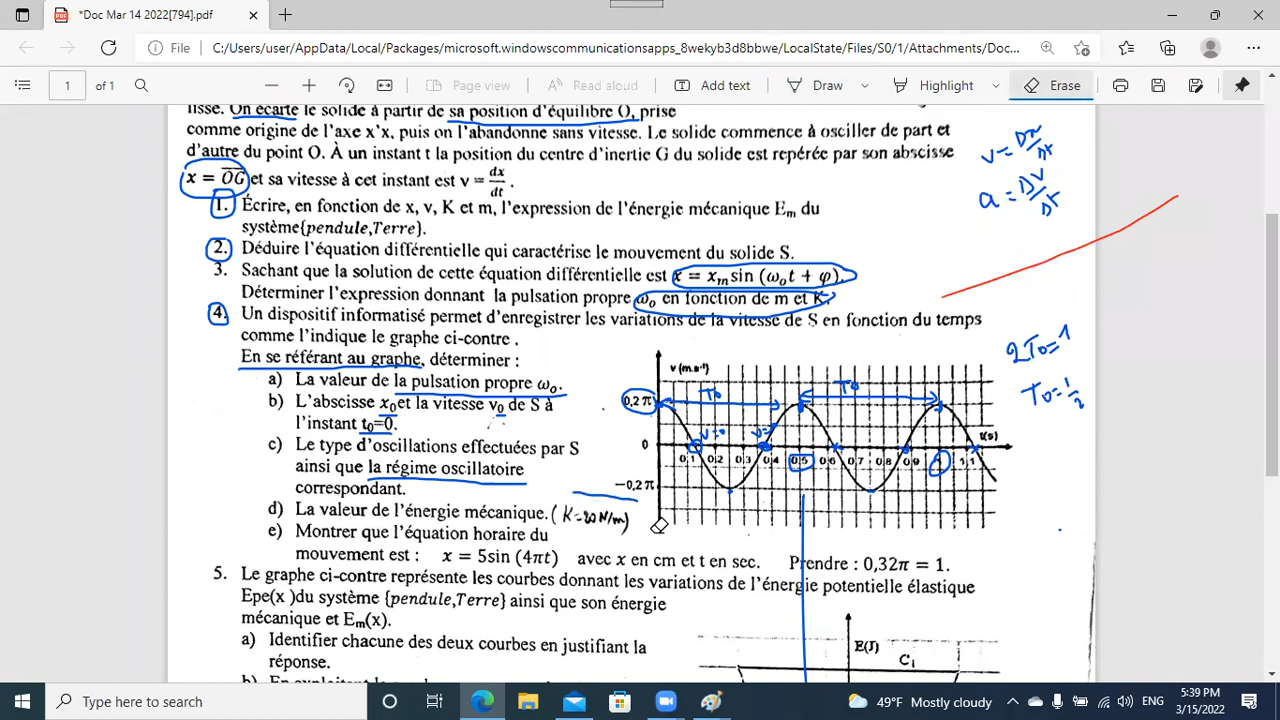 *Doc Mar 14 2022[794].pdf
File C:/Users/user/AppData/Local/Packages/microsoft.windowscommunicationsapps_8wekyb3d8bbwe/LocalState/Files/S0/1/Attachments/Doc...
1 of 1 Page view Read aloud Add text Draw Highlight Erase
lisse. On écarte le solide à partir de sa position d'équilibre O, prise
comme origine de l'axe x'x, puis on l'abandonne sans vitesse. Le solide commence à osciller de part et
d'autre du point O. À un instant t la position du centre d'inertie G du solide est repérée par son abscisse
x = OG et sa vitesse à cet instant est v = dx/dt .
v = Dx/Dt
a = DV/Dt
1. Écrire, en fonction de x, v, K et m, l'expression de l'énergie mécanique Em du
système{pendule,Terre}.
2. Déduire l'équation différentielle qui caractérise le mouvement du solide S.
3. Sachant que la solution de cette équation différentielle est x = xm sin (ωo t + φ).
Déterminer l'expression donnant la pulsation propre ωo en fonction de m et K.
4. Un dispositif informatisé permet d'enregistrer les variations de la vitesse de S en fonction du temps
comme l'indique le graphe ci-contre .
En se référant au graphe, déterminer :
a) La valeur de la pulsation propre ωo.
b) L'abscisse x0 et la vitesse v0 de S à
l'instant t0=0.
c) Le type d'oscillations effectuées par S
ainsi que la régime oscillatoire
correspondant.
d) La valeur de l'énergie mécanique. (K=20N/m)
e) Montrer que l'équation horaire du
mouvement est : x = 5sin (4πt) avec x en cm et t en sec. Prendre : 0,32π = 1.
v (m.s-1)
T0 T0
0,2 π
v=0 v=
0 t(s)
0,1 0,2 0,3 0,4 0,5 0,6 0,7 0,8 0,9 1 1,1
−0,2 π
2T0=1
T0=1/2
5. Le graphe ci-contre représente les courbes donnant les variations de l'énergie potentielle élastique
Epe(x )du système {pendule,Terre} ainsi que son énergie
mécanique et Em(x).
a) Identifier chacune des deux courbes en justifiant la
réponse.
E(J)
C1
Type here to search 49°F Mostly cloudy ENG 5:39 PM
3/15/2022